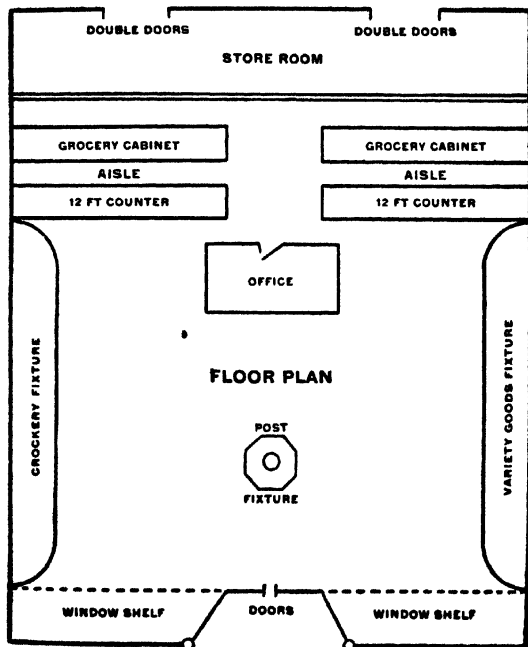 DOUBLE DOORS
DOUBLE DOORS
STORE ROOM
GROCERY CABINET
GROCERY CABINET
AISLE
AISLE
12 FT COUNTER
12 FT COUNTER
OFFICE
CROCKERY FIXTURE
VARIETY GOODS FIXTURE
FLOOR PLAN
POST
FIXTURE
WINDOW SHELF
DOORS
WINDOW SHELF